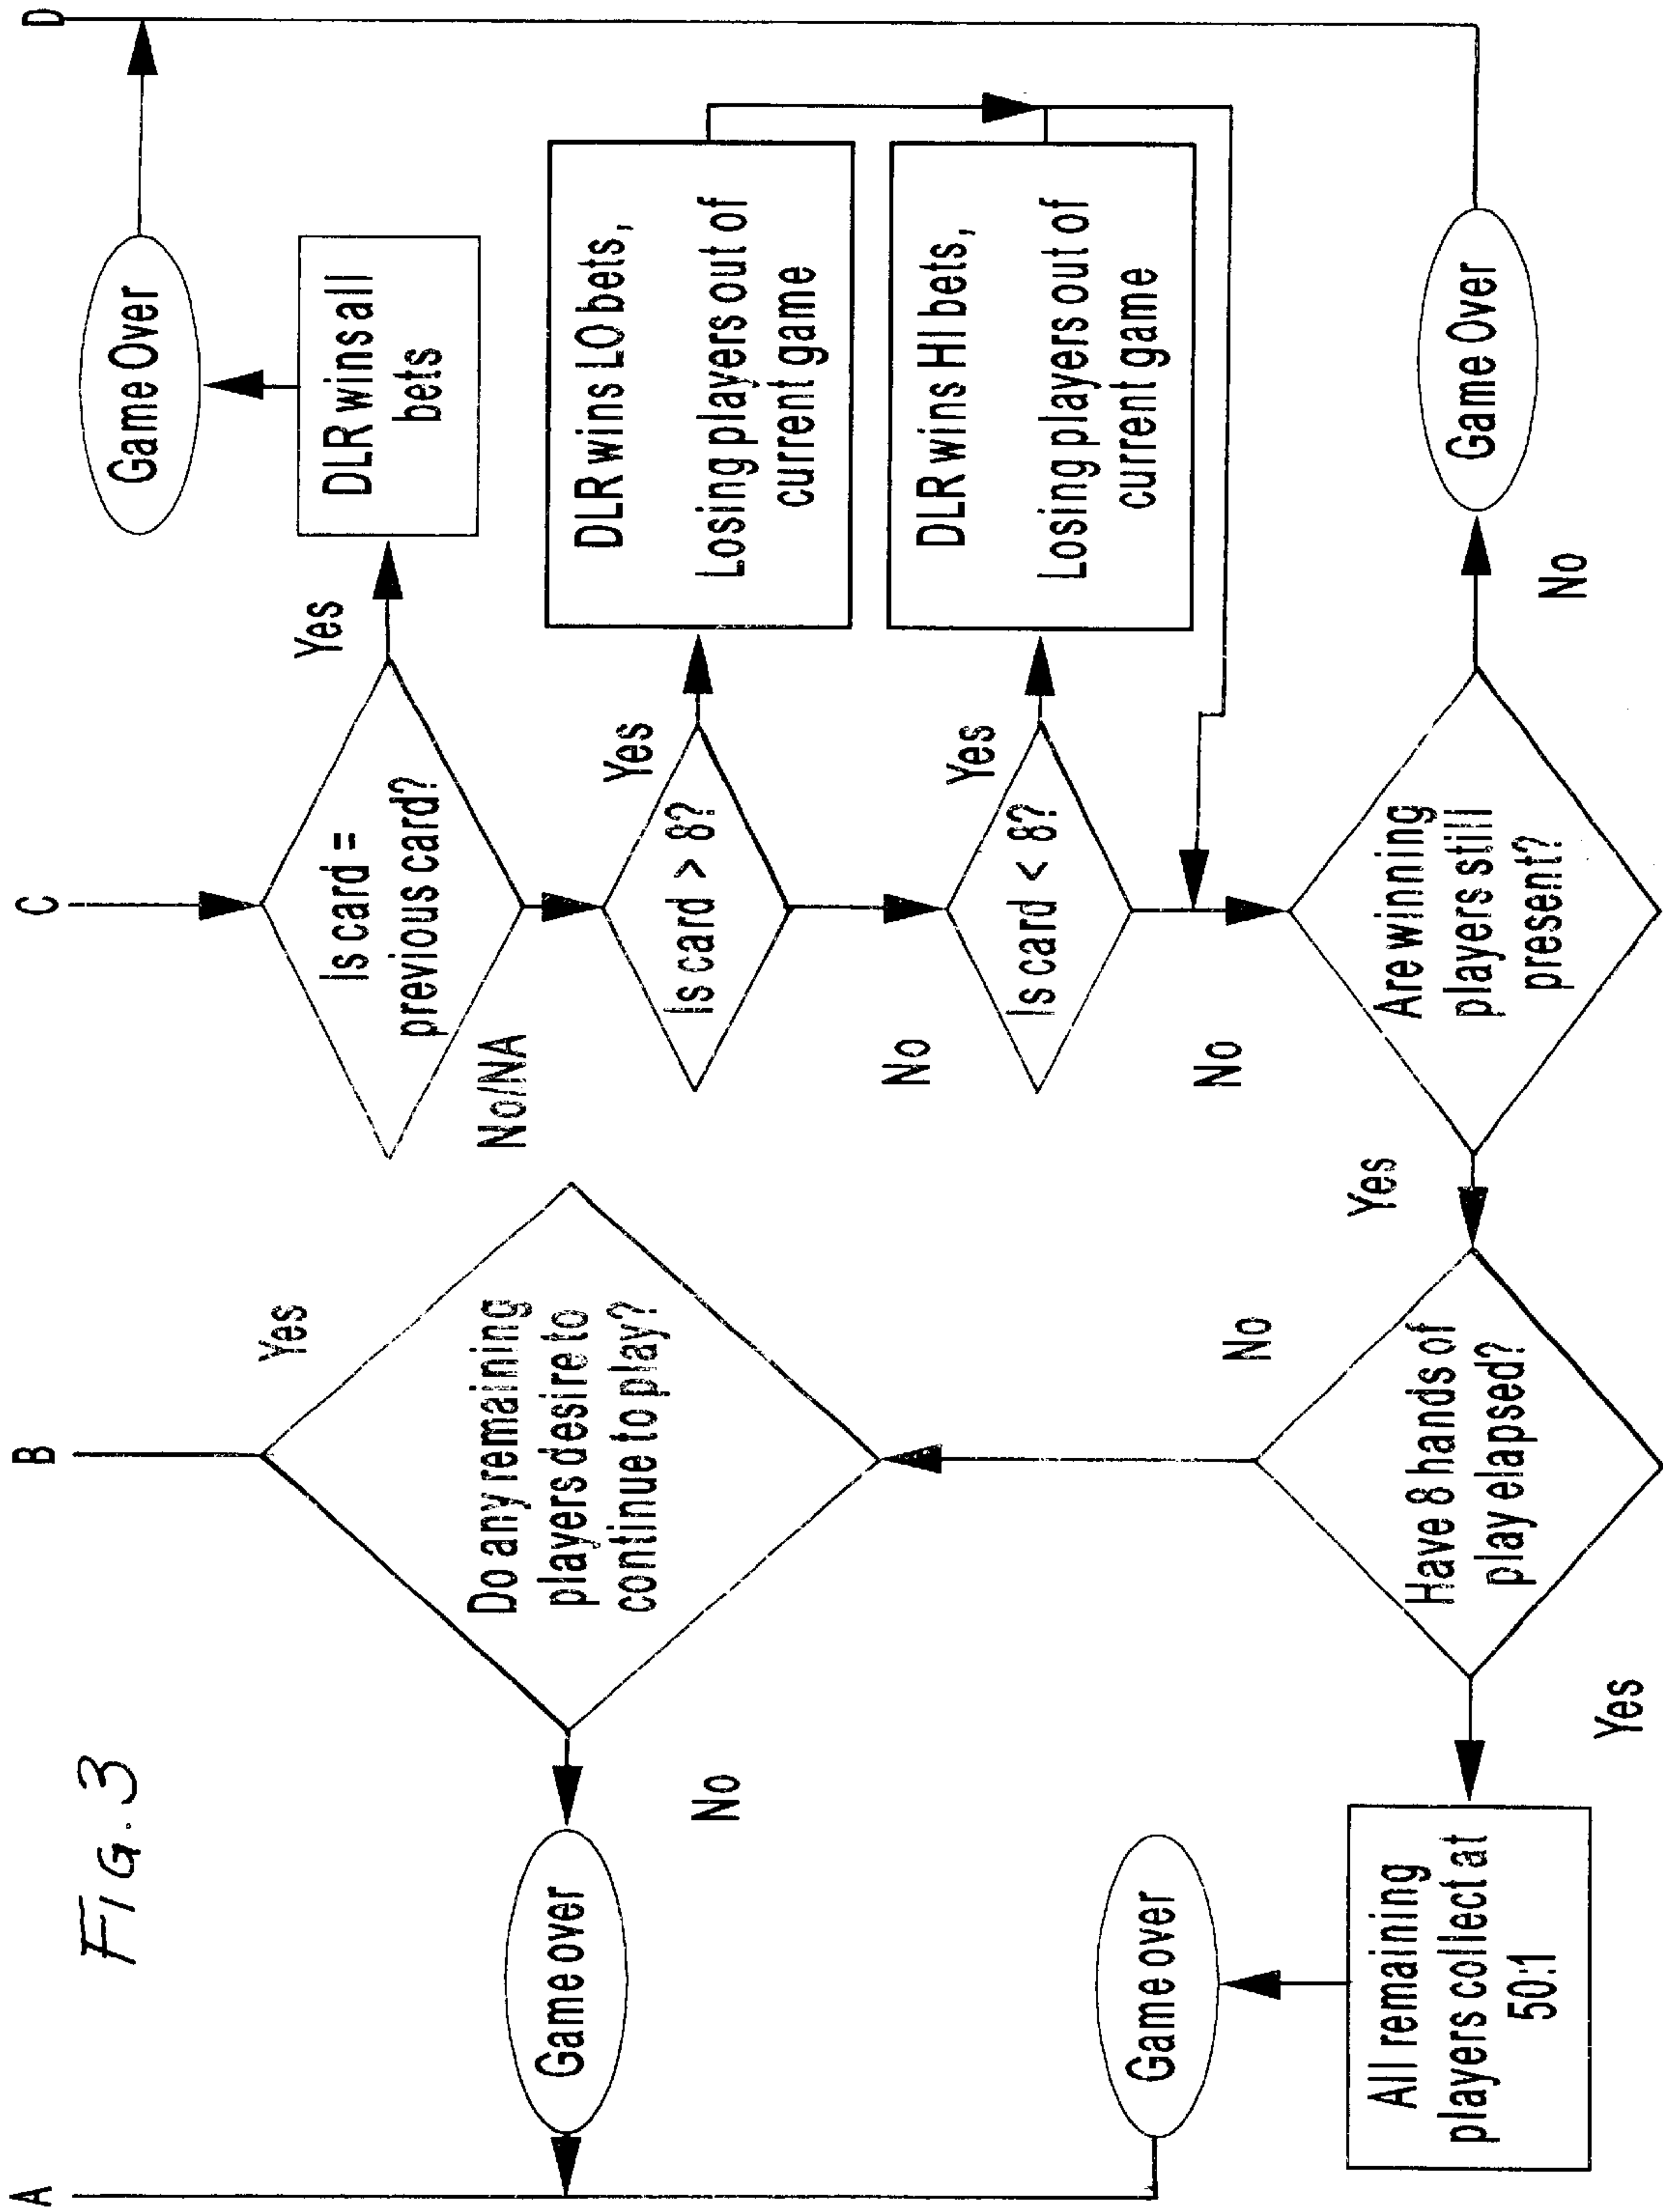 FIG. 3
A
B
C
D
Is card =
previous card?
Yes
No/NA
DLR wins all
bets
Game Over
Is card > 8?
Yes
No
DLR wins LO bets,
Losing players out of
current game
Is card < 8?
Yes
No
DLR wins HI bets,
Losing players out of
current game
Are winning
players still
present?
No
Game Over
Yes
Have 8 hands of
play elapsed?
No
Yes
Do any remaining
players desire to
continue to play?
Yes
No
Game over
All remaining
players collect at
50:1
Game over